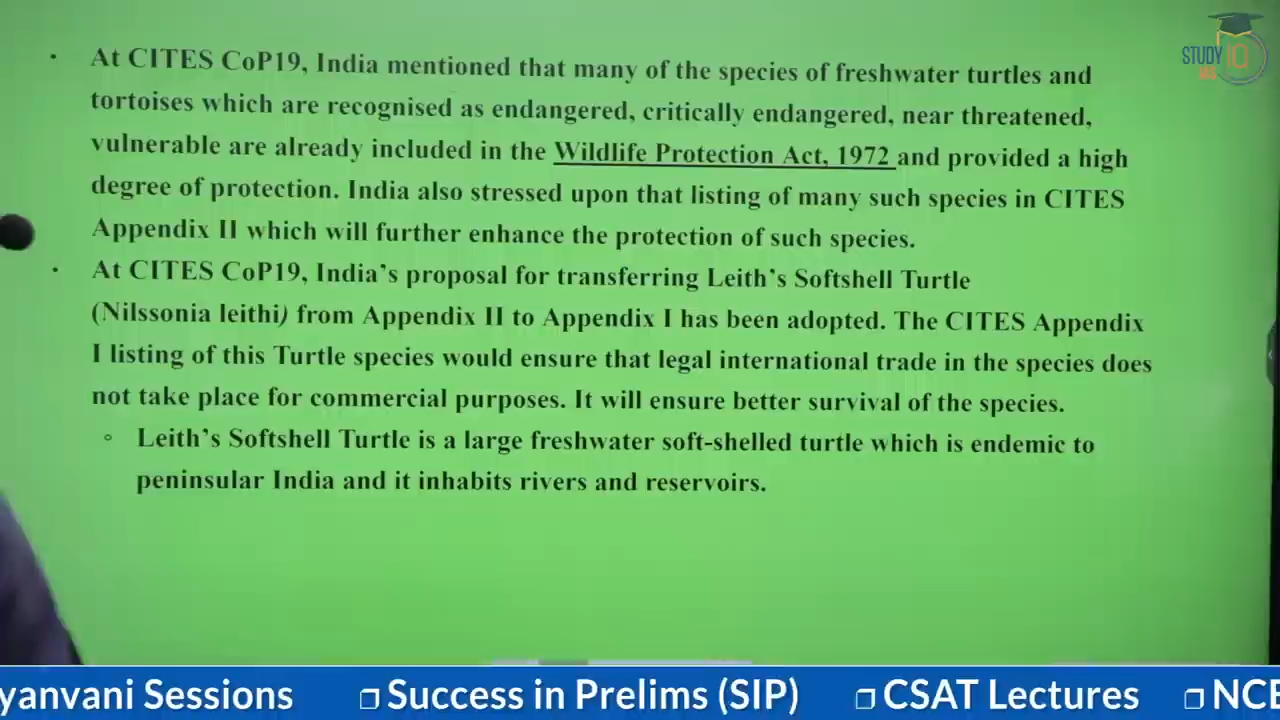 STUDY IQ
IAS
• At CITES CoP19, India mentioned that many of the species of freshwater turtles and
tortoises which are recognised as endangered, critically endangered, near threatened,
vulnerable are already included in the Wildlife Protection Act, 1972 and provided a high
degree of protection. India also stressed upon that listing of many such species in CITES
Appendix II which will further enhance the protection of such species.
• At CITES CoP19, India’s proposal for transferring Leith’s Softshell Turtle
(Nilssonia leithi) from Appendix II to Appendix I has been adopted. The CITES Appendix
I listing of this Turtle species would ensure that legal international trade in the species does
not take place for commercial purposes. It will ensure better survival of the species.
◦ Leith’s Softshell Turtle is a large freshwater soft-shelled turtle which is endemic to
peninsular India and it inhabits rivers and reservoirs.
yanvani Sessions ❐ Success in Prelims (SIP) ❐ CSAT Lectures ❐ NCE